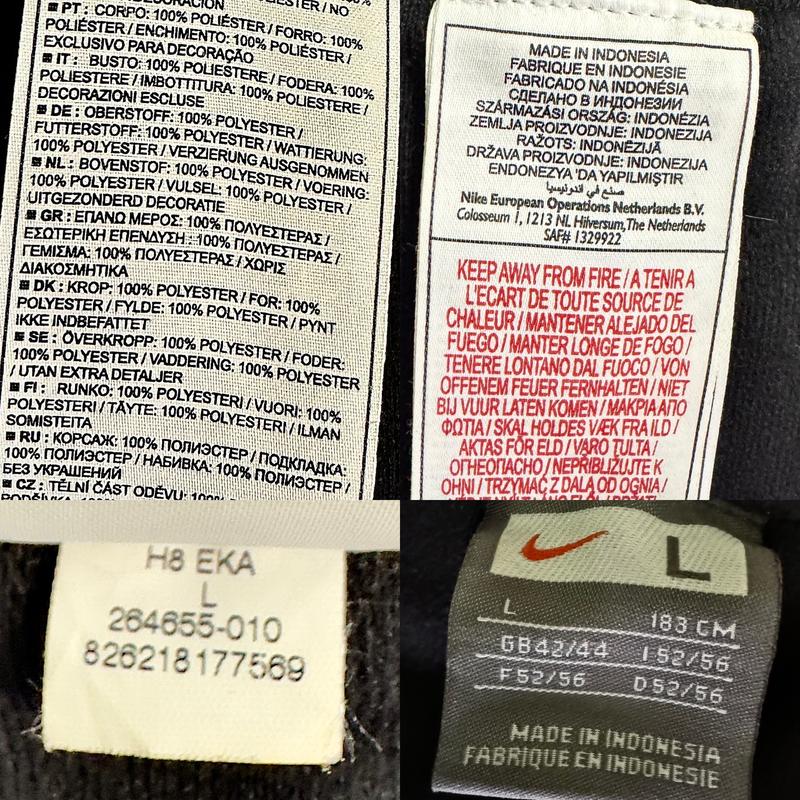 POLIÉSTER / NO
DECORACIÓN
PT : CORPO: 100% POLIÉSTER / FORRO: 100%
POLIÉSTER / ENCHIMENTO: 100% POLIÉSTER /
EXCLUSIVO PARA DECORAÇÃO
IT : BUSTO: 100% POLIESTERE / FODERA: 100%
POLIESTERE / IMBOTTITURA: 100% POLIESTERE /
DECORAZIONI ESCLUSE
DE : OBERSTOFF: 100% POLYESTER /
FUTTERSTOFF: 100% POLYESTER / WATTIERUNG:
100% POLYESTER / VERZIERUNG AUSGENOMMEN
NL : BOVENSTOF: 100% POLYESTER / VOERING:
100% POLYESTER / VULSEL: 100% POLYESTER /
UITGEZONDERD DECORATIE
GR : ΕΠΑΝΩ ΜΕΡΟΣ: 100% ΠΟΛΥΕΣΤΕΡΑΣ /
ΕΣΩΤΕΡΙΚΗ ΕΠΕΝΔΥΣΗ : 100% ΠΟΛΥΕΣΤΕΡΑΣ /
ΓΕΜΙΣΜΑ: 100% ΠΟΛΥΕΣΤΕΡΑΣ / ΧΩΡΙΣ
ΔΙΑΚΟΣΜΗΤΙΚΑ
DK : KROP: 100% POLYESTER / FOR: 100%
POLYESTER / FYLDE: 100% POLYESTER / PYNT
IKKE INDBEFATTET
SE : ÖVERKROPP: 100% POLYESTER / FODER:
100% POLYESTER / VADDERING: 100% POLYESTER
/ UTAN EXTRA DETALJER
FI : RUNKO: 100% POLYESTERI / VUORI: 100%
POLYESTERI / TÄYTE: 100% POLYESTERI / ILMAN
SOMISTEITA
RU : КОРСАЖ: 100% ПОЛИЭСТЕР / ПОДКЛАДКА:
100% ПОЛИЭСТЕР / НАБИВКА: 100% ПОЛИЭСТЕР /
БЕЗ УКРАШЕНИЙ
CZ : TĚLNÍ ČÁST ODĚVU: 100%
MADE IN INDONESIA
FABRIQUE EN INDONESIE
FABRICADO NA INDONÉSIA
СДЕЛАНО В ИНДОНЕЗИИ
SZÁRMAZÁSI ORSZÁG: INDONÉZIA
ZEMLJA PROIZVODNJE: INDONEZIJA
RAŽOTS: INDONĒZIJĀ
DRŽAVA PROIZVODNJE: INDONEZIJA
ENDONEZYA 'DA YAPILMIŞTIR
صنع في اندونيسيا
Nike European Operations Netherlands B.V.
Colosseum 1, 1213 NL Hilversum,The Netherlands
SAF# 1329922
KEEP AWAY FROM FIRE / A TENIR A
L'ECART DE TOUTE SOURCE DE
CHALEUR / MANTENER ALEJADO DEL
FUEGO / MANTER LONGE DE FOGO /
TENERE LONTANO DAL FUOCO / VON
OFFENEM FEUER FERNHALTEN / NIET
BIJ VUUR LATEN KOMEN / ΜΑΚΡΙΑ ΑΠΟ
ΦΩΤΙΑ / SKAL HOLDES VÆK FRA ILD /
AKTAS FÖR ELD / VARO TULTA /
ОГНЕОПАСНО / NEPŘIBLIŽUJTE K
OHNI / TRZYMAĆ Z DALA OD OGNIA /
H8 EKA
L
264655-010
826218177569
L
L 183 CM
GB 42/44 I 52/56
F 52/56 D 52/56
MADE IN INDONESIA
FABRIQUE EN INDONESIE